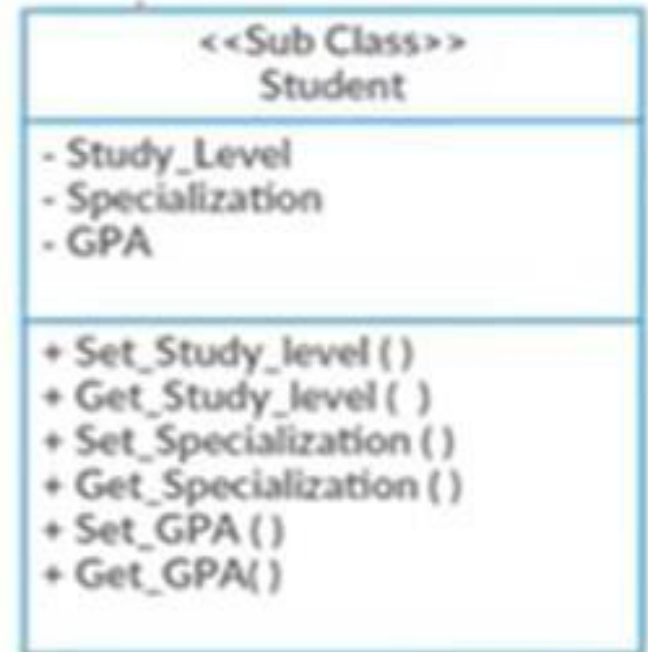 <<Sub Class>>
Student
- Study_Level
- Specialization
- GPA
+ Set_Study_level ( )
+ Get_Study_level ( )
+ Set_Specialization ( )
+ Get_Specialization ( )
+ Set_GPA ( )
+ Get_GPA( )